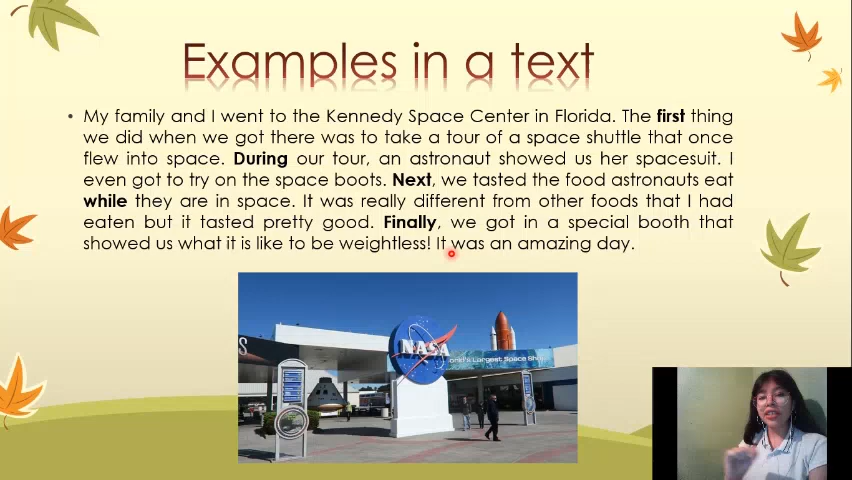 Examples in a text
• My family and I went to the Kennedy Space Center in Florida. The first thing
we did when we got there was to take a tour of a space shuttle that once
flew into space. During our tour, an astronaut showed us her spacesuit. I
even got to try on the space boots. Next, we tasted the food astronauts eat
while they are in space. It was really different from other foods that I had
eaten but it tasted pretty good. Finally, we got in a special booth that
showed us what it is like to be weightless! It was an amazing day.
NASA
Largest Space